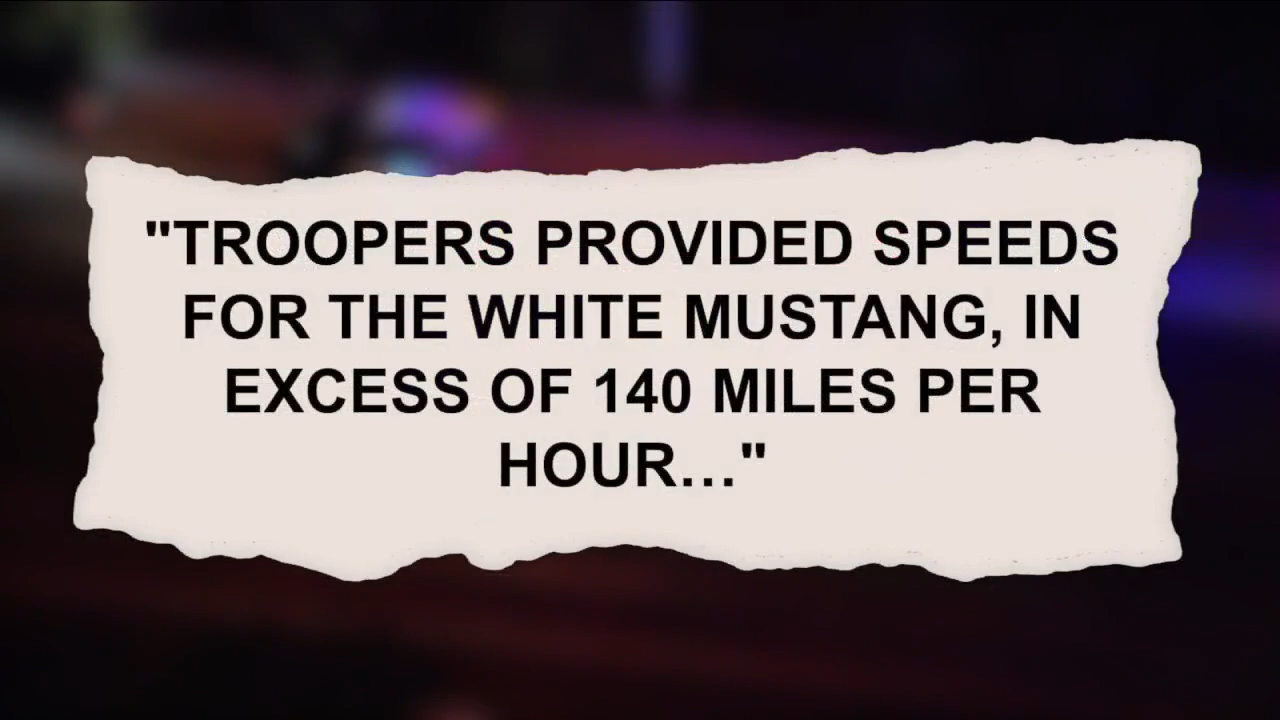 "TROOPERS PROVIDED SPEEDS
FOR THE WHITE MUSTANG, IN
EXCESS OF 140 MILES PER
HOUR..."